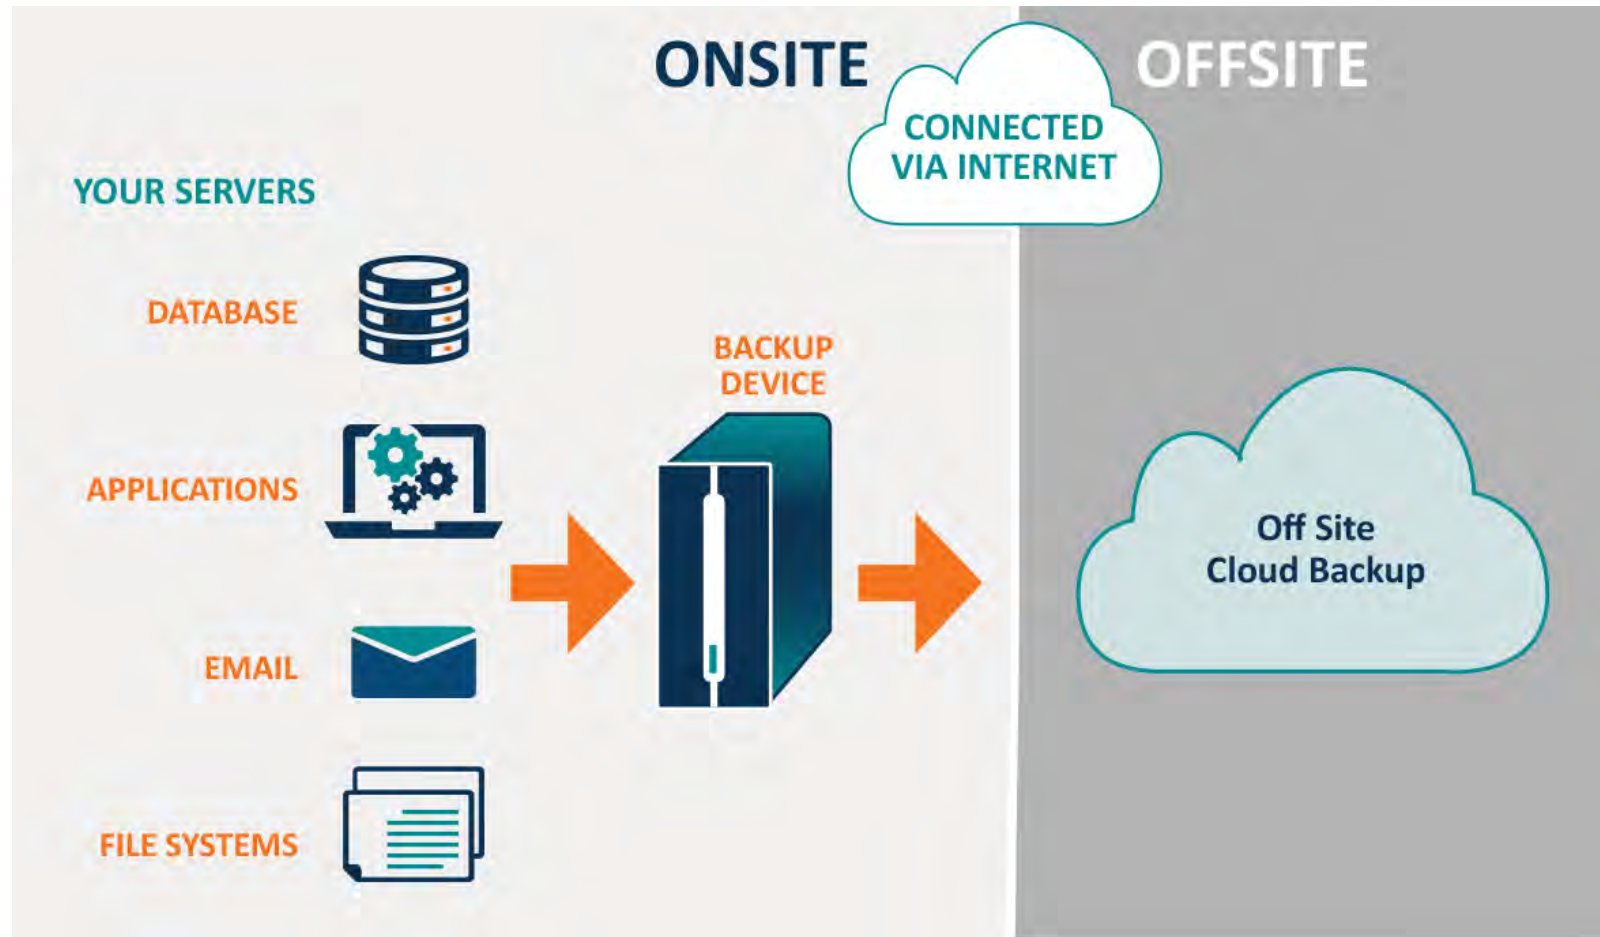 ONSITE
OFFSITE
CONNECTED
VIA INTERNET
YOUR SERVERS
DATABASE
BACKUP
DEVICE
APPLICATIONS
Off Site
Cloud Backup
EMAIL
FILE SYSTEMS